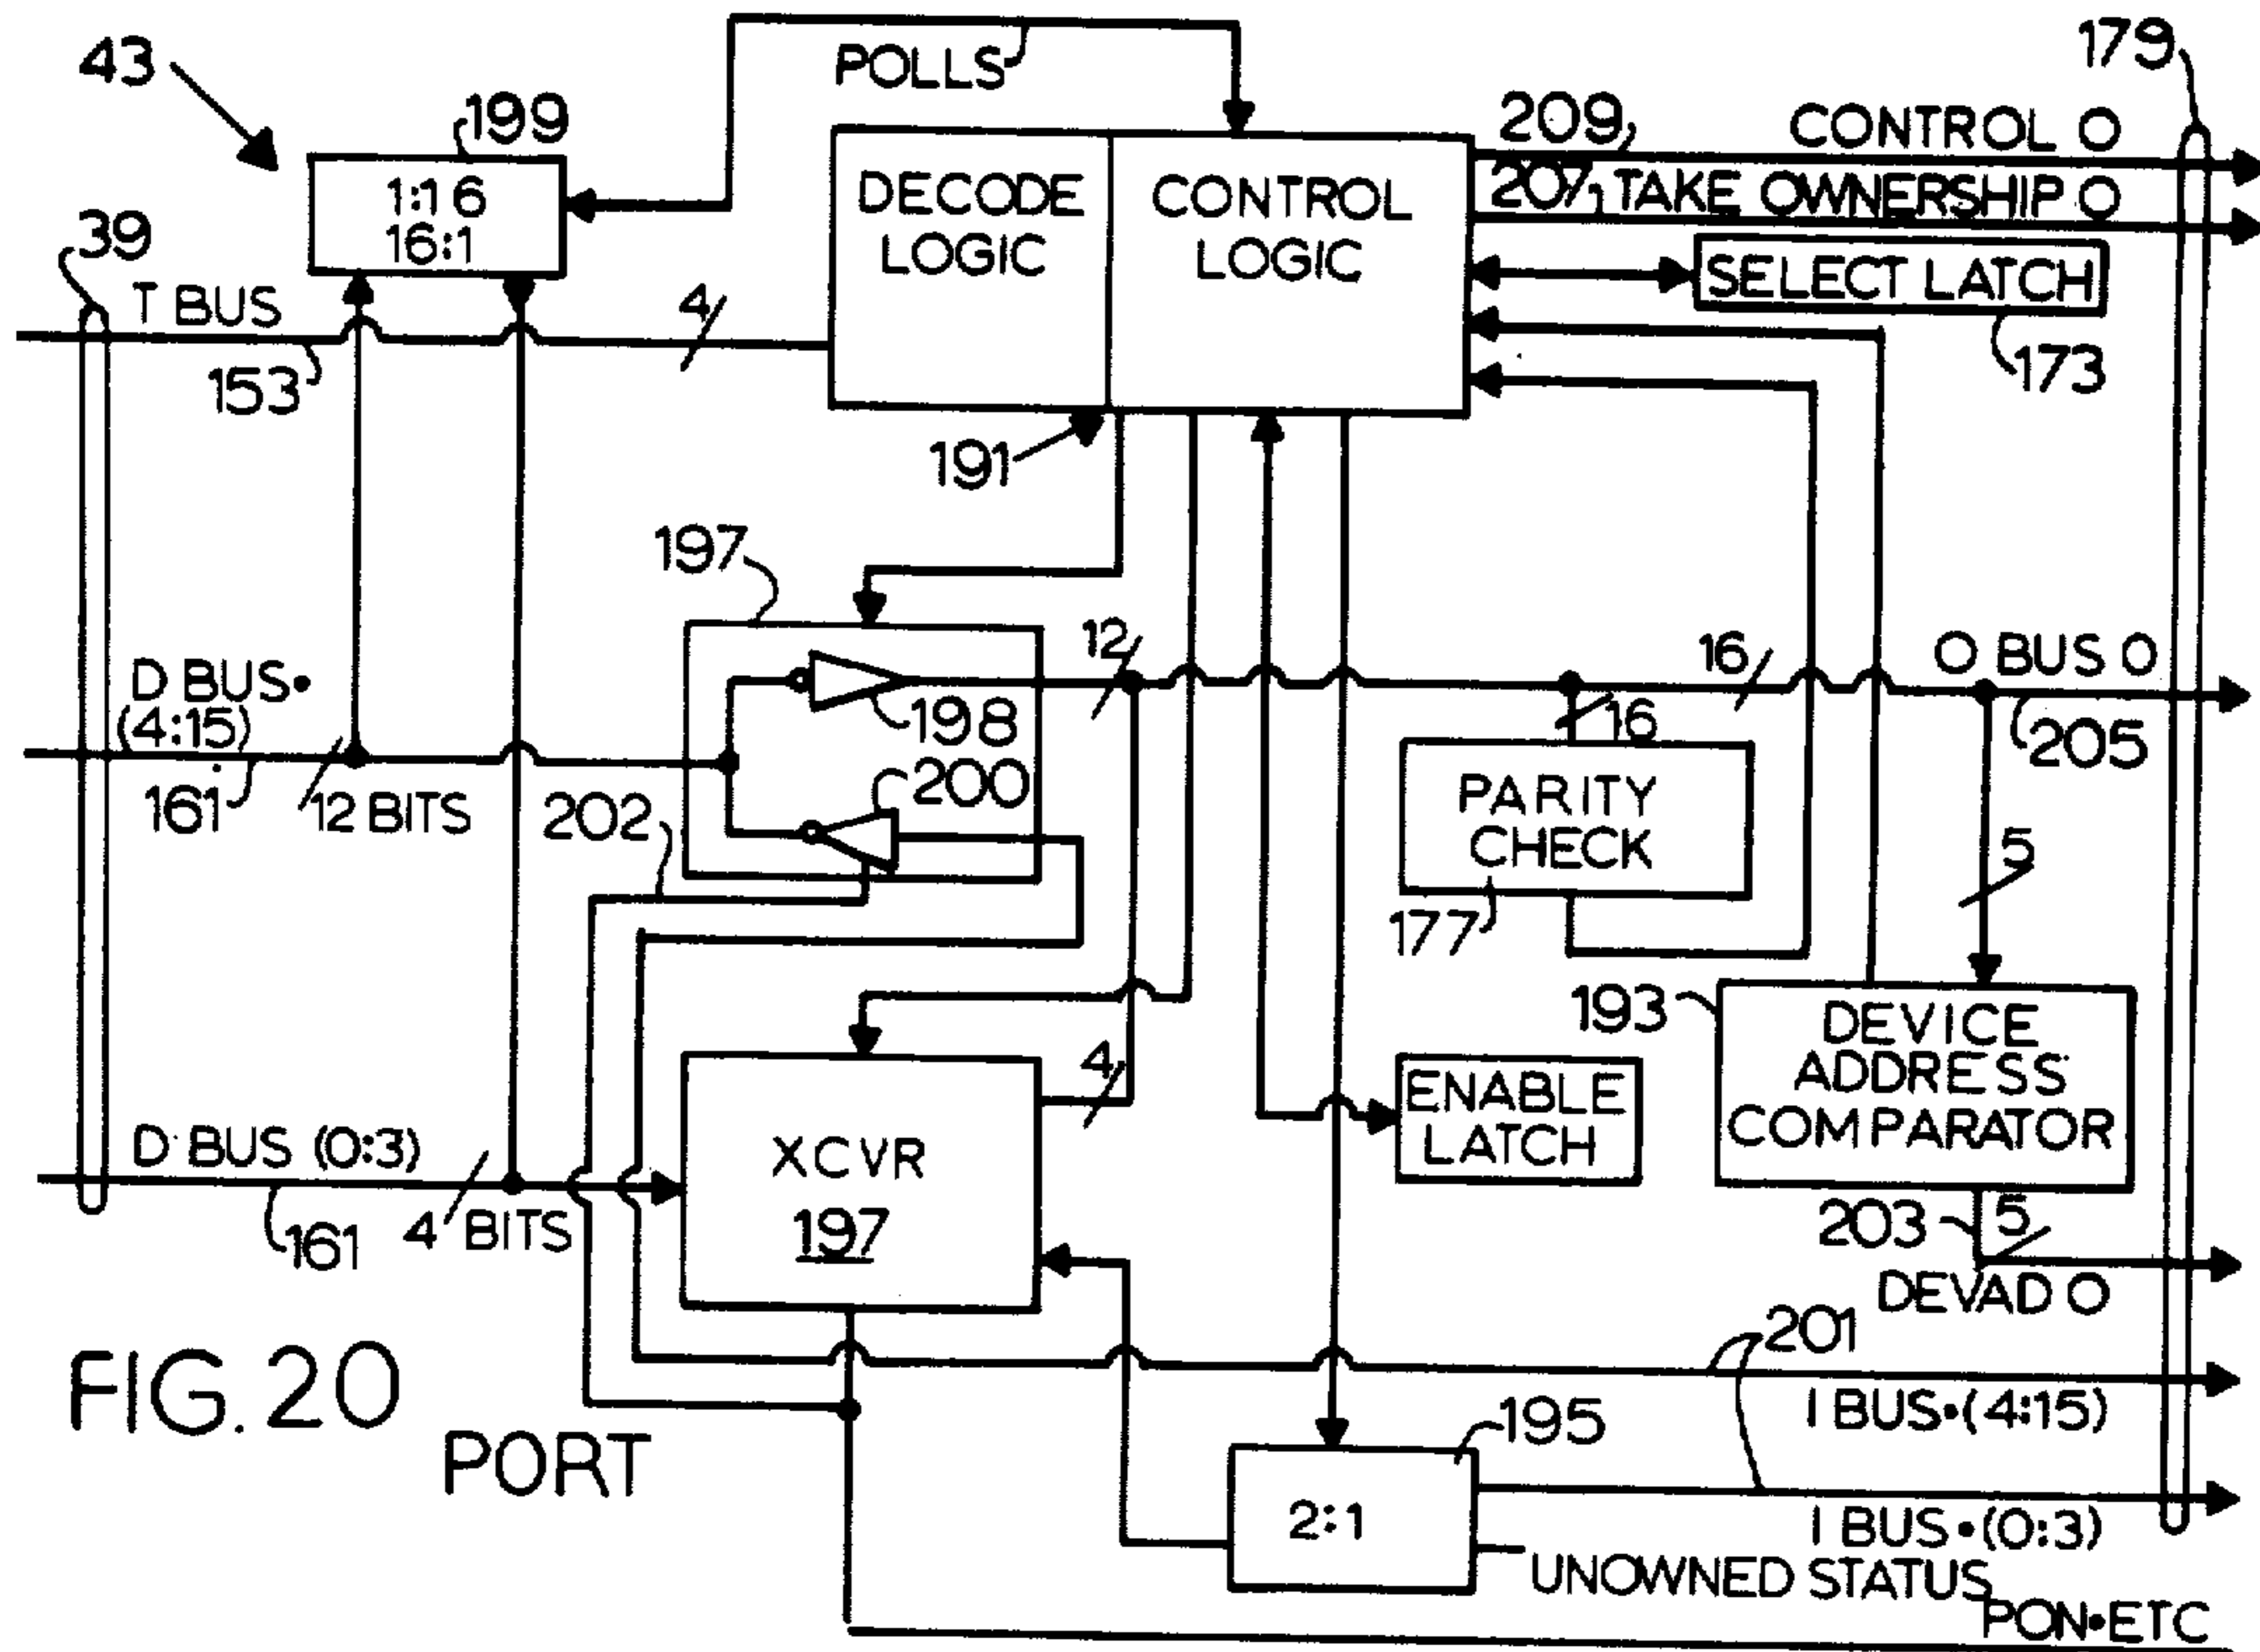 43
POLLS
179
199
209
CONTROL O
1:16
16:1
DECODE
LOGIC
CONTROL
LOGIC
207
TAKE OWNERSHIP O
39
T BUS
4
SELECT LATCH
153
173
191
197
12
16
O BUS O
D BUS•
(4:15)
198
16
205
161
12 BITS
202
200
PARITY
CHECK
5
177
193
DEVICE
ADDRESS
COMPARATOR
4
ENABLE
LATCH
D BUS (0:3)
XCVR
197
161
4 BITS
203
5
DEVAD O
201
FIG. 20
PORT
I BUS•(4:15)
195
2:1
I BUS•(0:3)
UNOWNED STATUS
PON•ETC